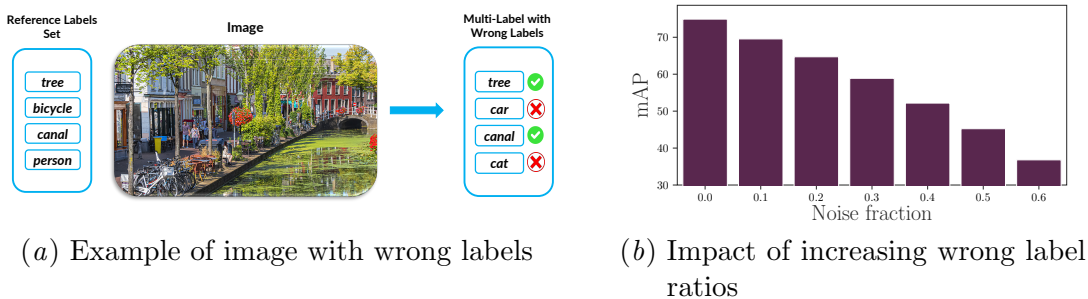 Reference Labels
Set
tree
bicycle
canal
person
Image
Multi-Label with
Wrong Labels
tree
car
canal
cat
(a) Example of image with wrong labels
mAP
70
60
50
40
30
0.0 0.1 0.2 0.3 0.4 0.5 0.6
Noise fraction
(b) Impact of increasing wrong label
ratios